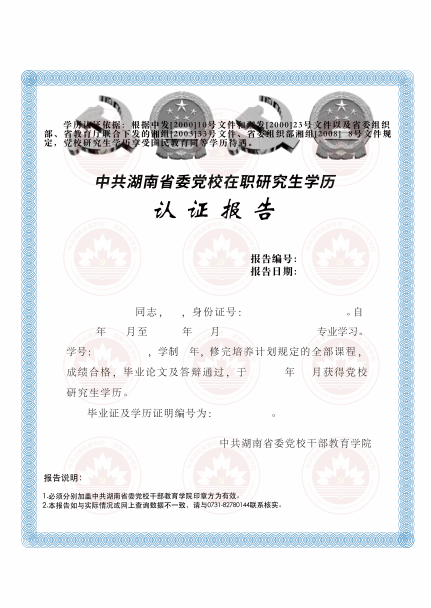 学历认证依据：根据中发[2000]10号文件和湘发[2000]23号文件以及省委组织
部、省教育厅联合下发的湘组[2003]33号文件、省委组织部湘组[2008] 8号文件规
定，党校研究生学历享受国民教育同等学历待遇。
中共湖南省委党校在职研究生学历
认证报告
报告编号：
报告日期：
同志， ，身份证号： 。自
年 月至 年 月 专业学习。
学号： ，学制 年，修完培养计划规定的全部课程，
成绩合格，毕业论文及答辩通过，于 年 月获得党校
研究生学历。
毕业证及学历证明编号为： 。
中共湖南省委党校干部教育学院
报告说明：
1.必须分别加盖中共湖南省委党校干部教育学院印章方为有效。
2.本报告如与实际情况或网上查询数据不一致、请与0731-82780144联系核实。